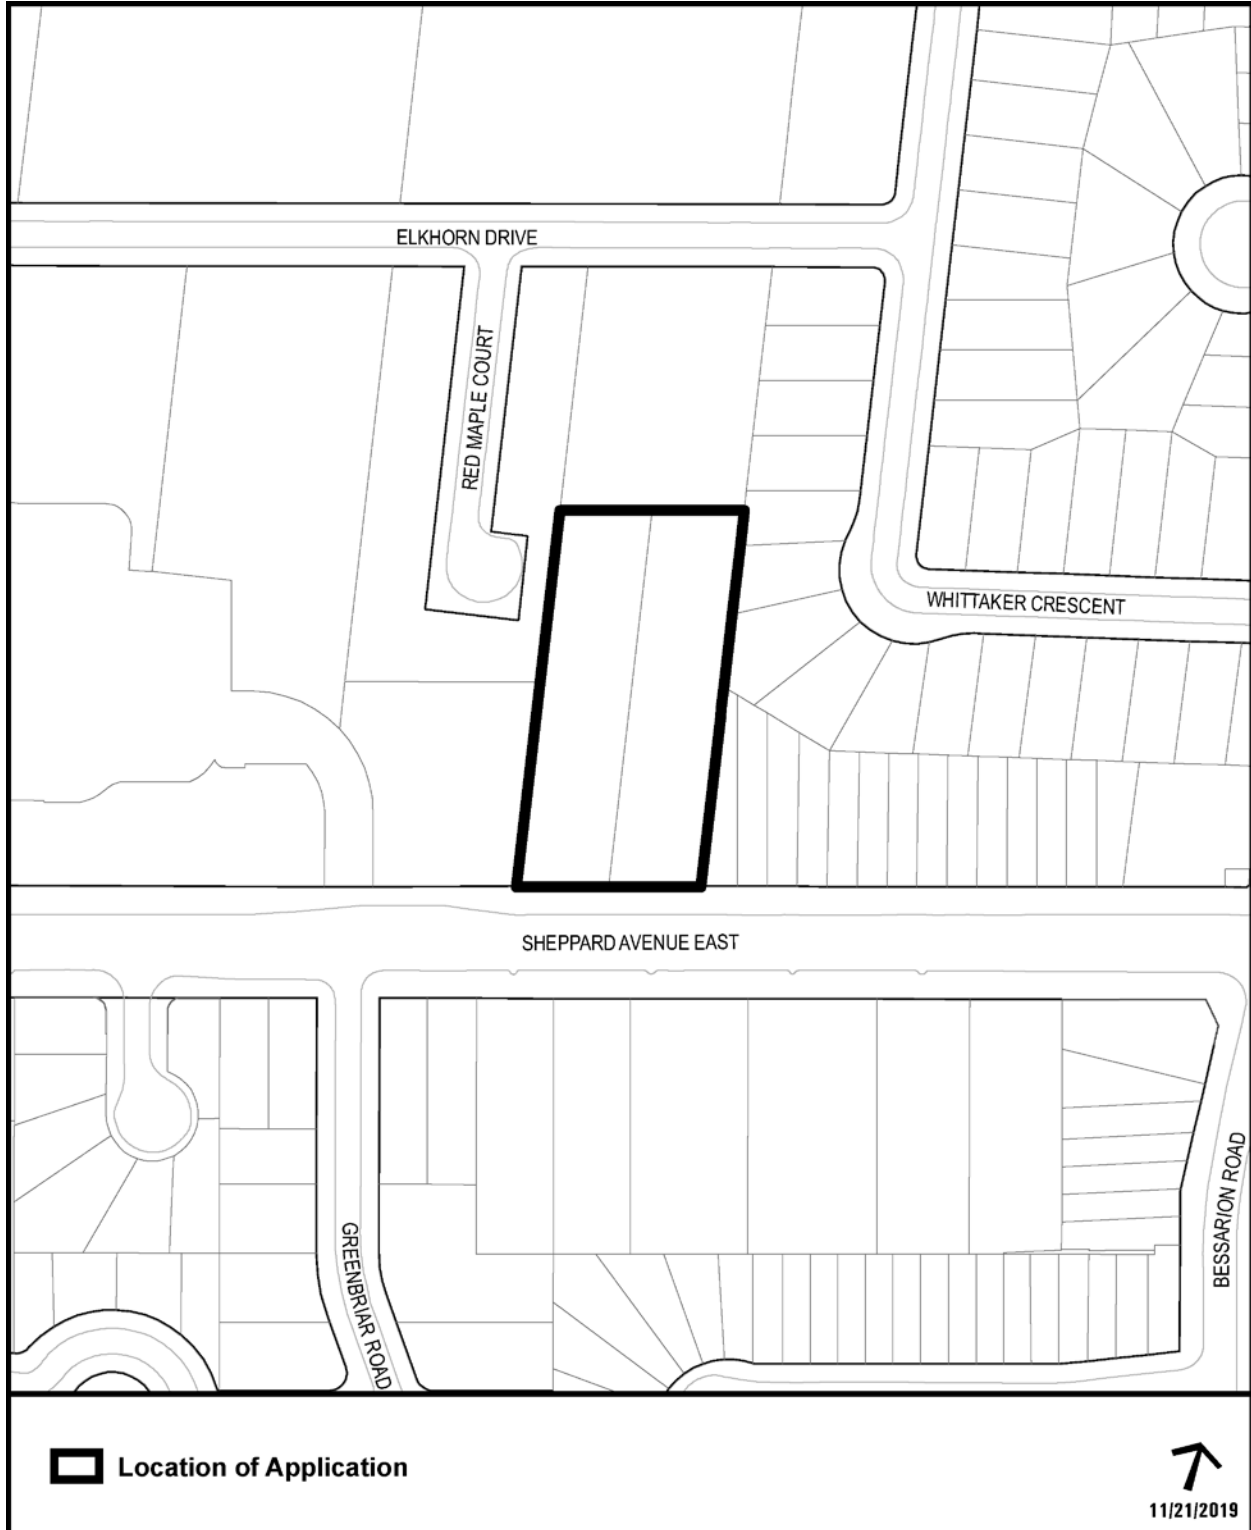 ELKHORN DRIVE
RED MAPLE COURT
WHITTAKER CRESCENT
SHEPPARD AVENUE EAST
GREENBRIAR ROAD
BESSARION ROAD
Location of Application
11/21/2019